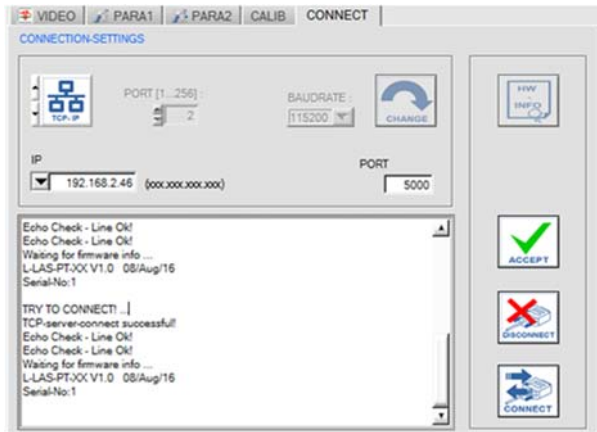 VIDEO PARA1 PARA2 CALIB CONNECT
CONNECTION-SETTINGS
TCP-IP
PORT [1...256] :
2
BAUDRATE :
115200
CHANGE
HW
-
INFO
IP
192.168.2.46 (xxx.xxx.xxx.xxx)
PORT
5000
Echo Check - Line Ok!
Echo Check - Line Ok!
Waiting for firmware info ...
L-LAS-PT-XX V1.0 08/Aug/16
Serial-No:1
TRY TO CONNECT! ...
TCP-server-connect successful!
Echo Check - Line Ok!
Echo Check - Line Ok!
Waiting for firmware info ...
L-LAS-PT-XX V1.0 08/Aug/16
Serial-No:1
ACCEPT
DISCONNECT
CONNECT